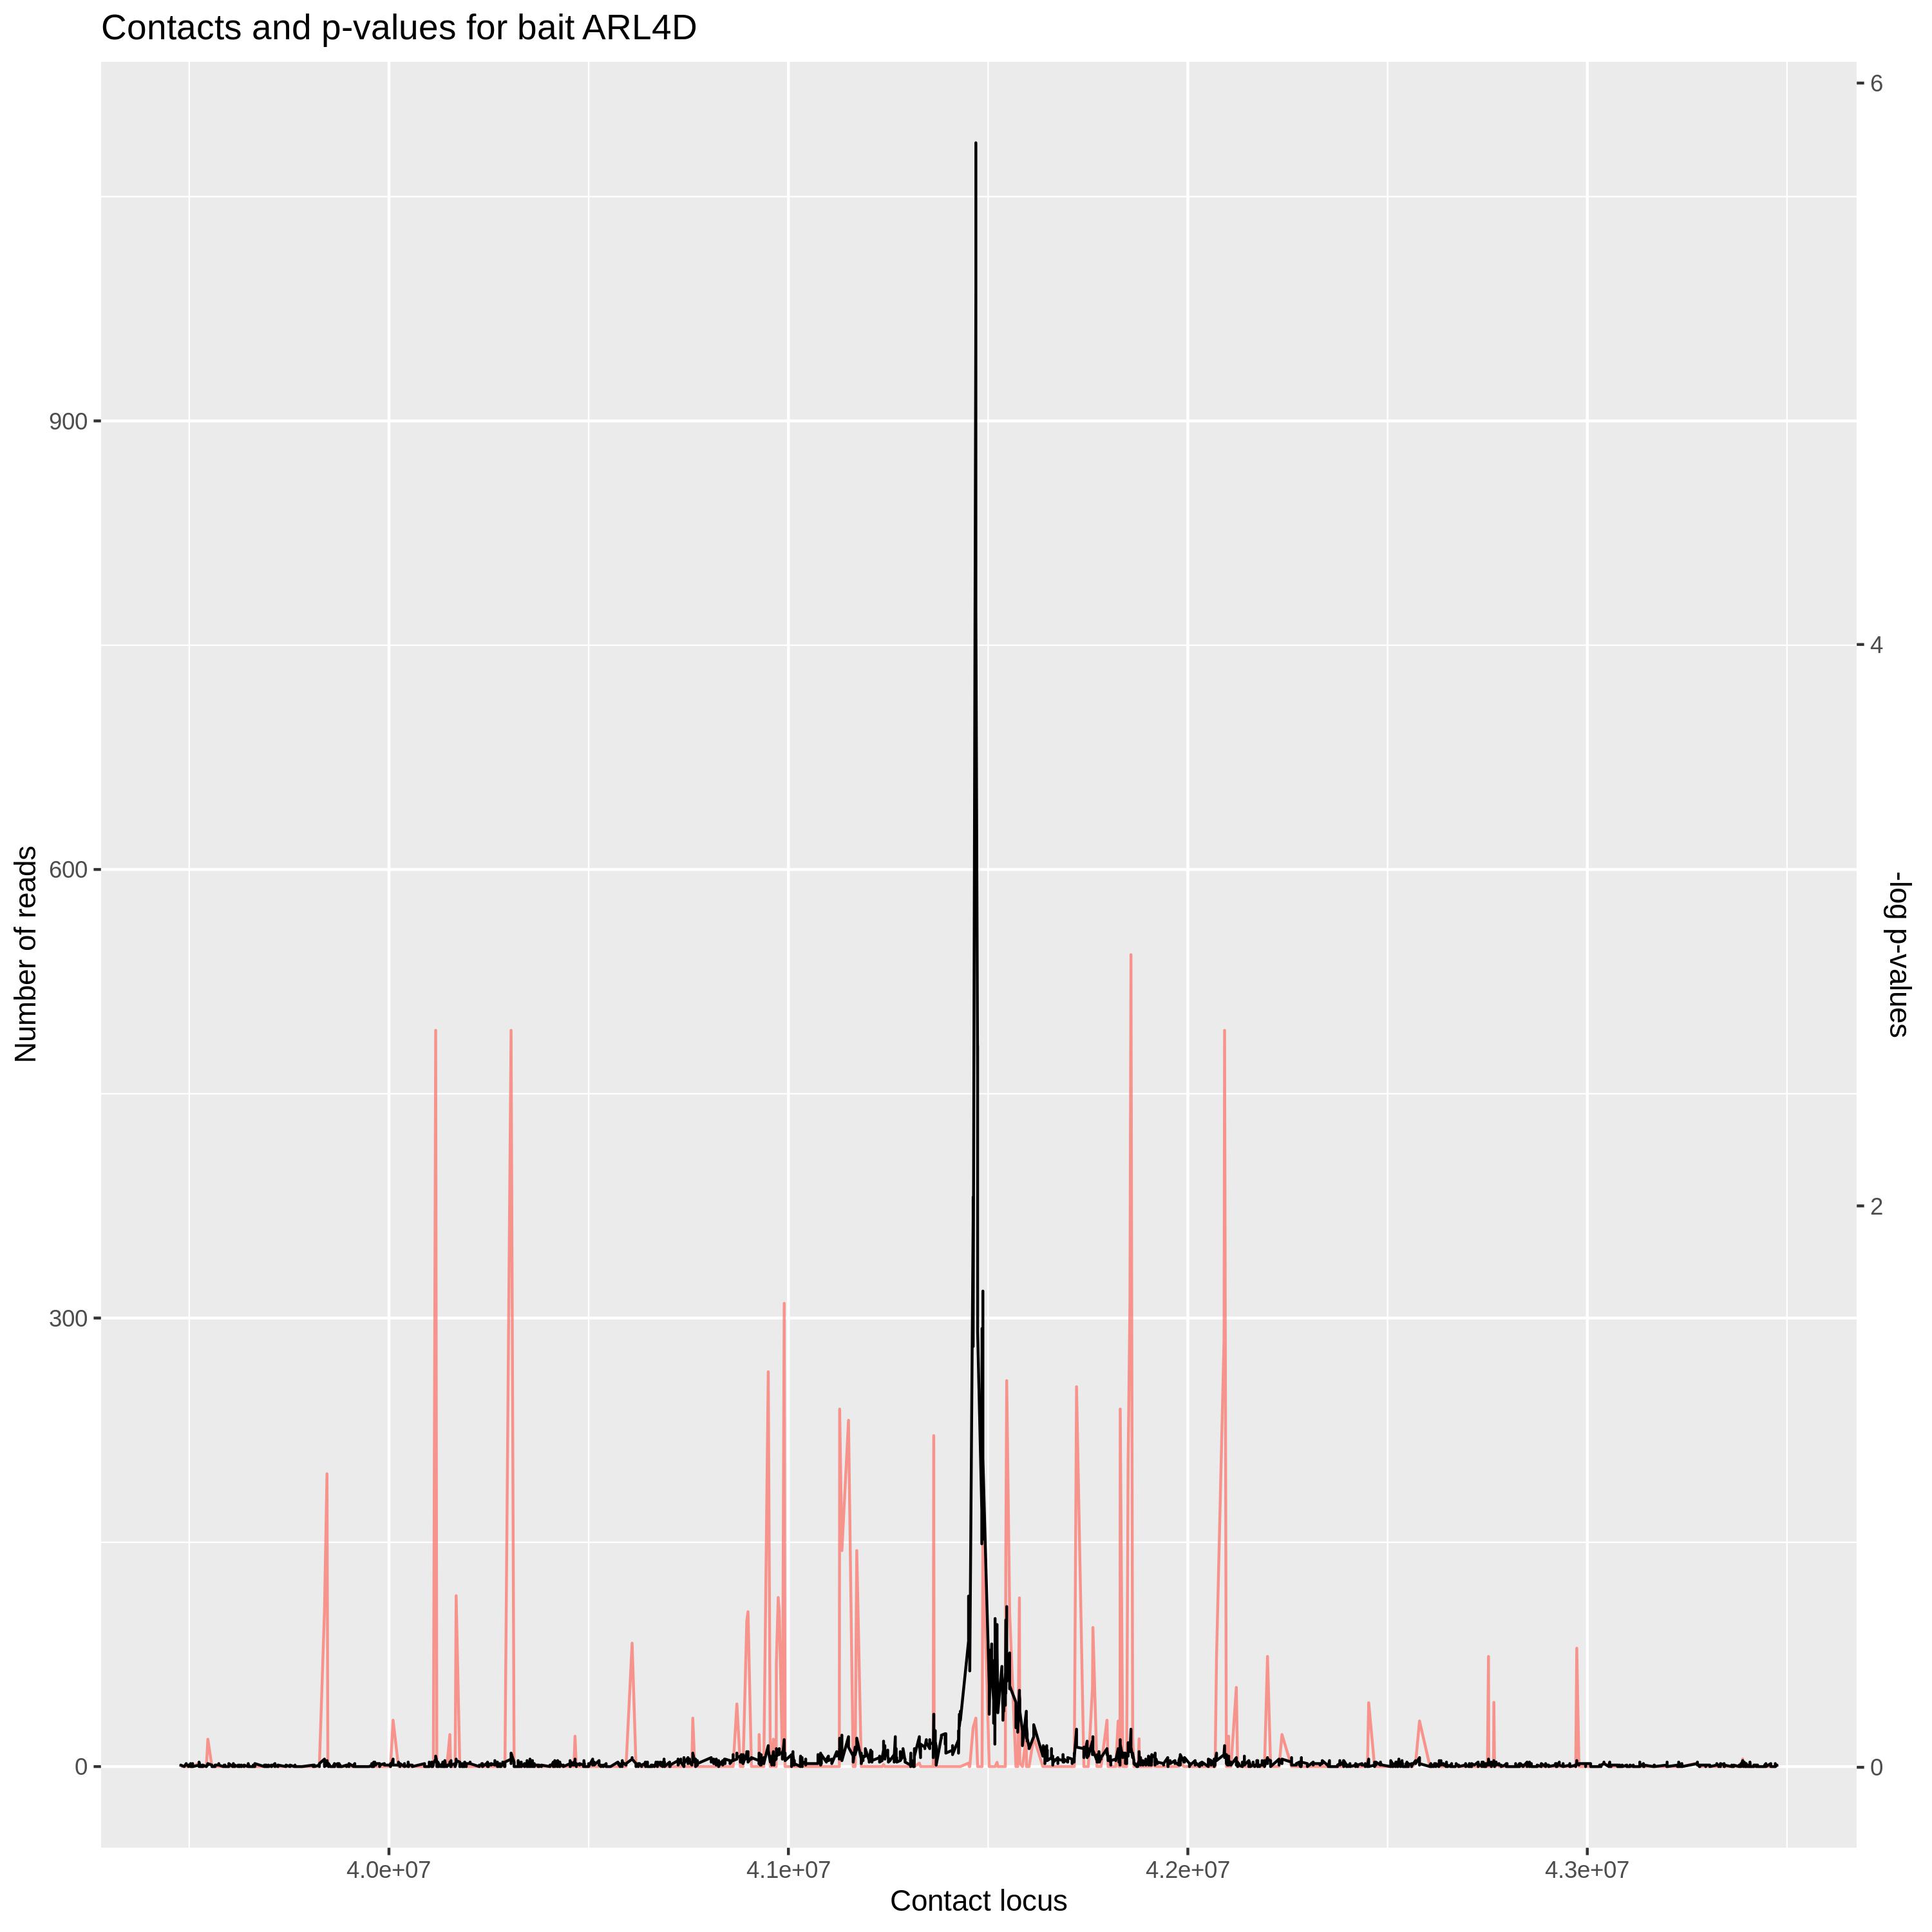 Contacts and p-values for bait ARL4D
6
900
4
600
Number of reads
-log p-values
2
300
0
0
4.0e+07
4.1e+07
4.2e+07
4.3e+07
Contact locus